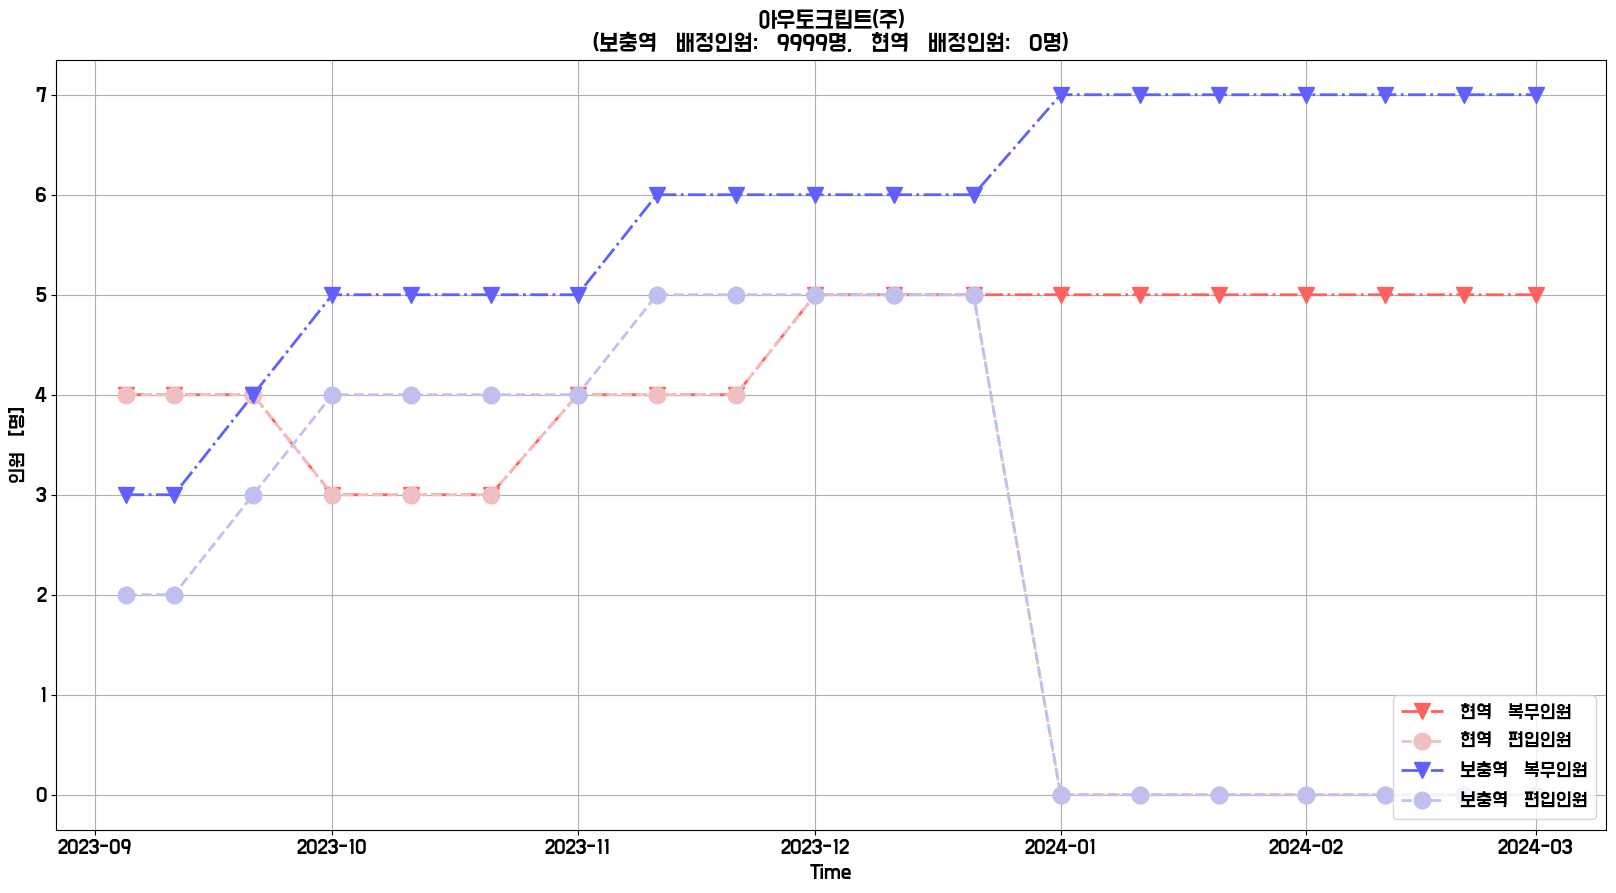 아우토크립트(주)
(보충역 배정인원: 9999명, 현역 배정인원: 0명)
7
6
5
4
3
2
1
0
인원 [명]
현역 복무인원
현역 편입인원
보충역 복무인원
보충역 편입인원
2023-09 2023-10 2023-11 2023-12 2024-01 2024-02 2024-03
Time